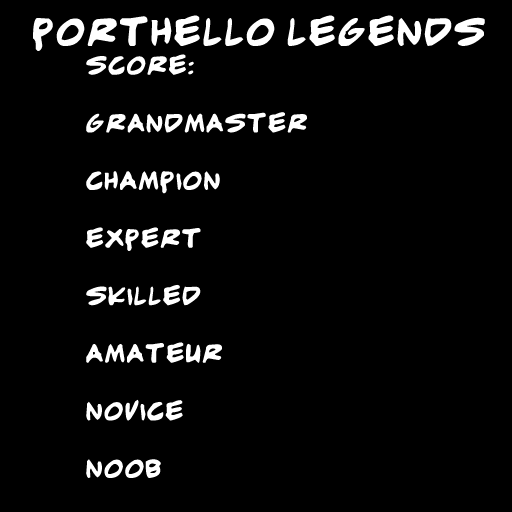 PORTHELLO LEGENDS
SCORE:
GRANDMASTER
CHAMPION
EXPERT
SKILLED
AMATEUR
NOVICE
NOOB